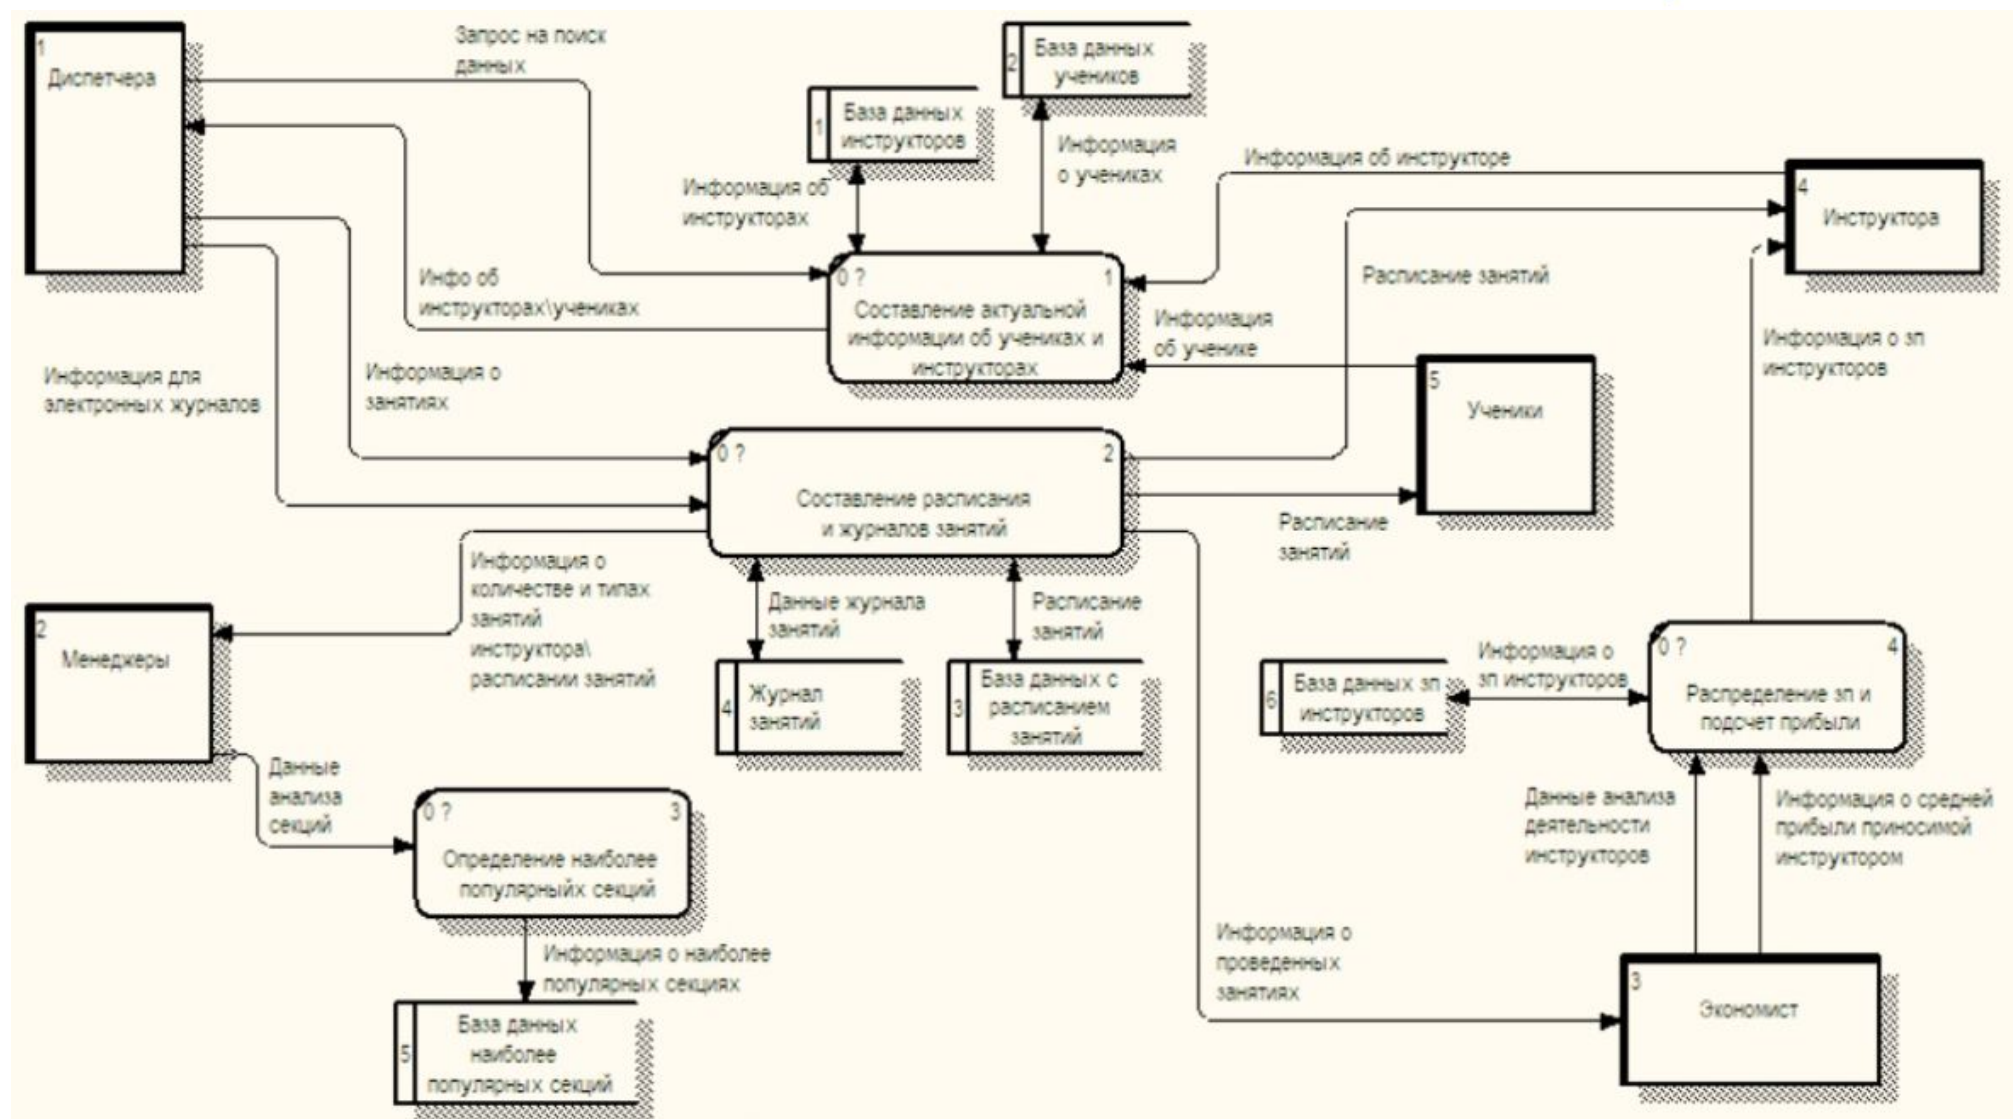 1
Диспетчера
Запрос на поиск
данных
2
База данных
учеников
1
База данных
инструкторов
Информация об
инструкторах
Информация
о учениках
Информация об инструкторе
4
Инструктора
Расписание занятий
Инфо об
инструкторах\учениках
0 ?
1
Составление актуальной
информации об учениках и
инструкторах
Информация
об ученике
Информация о зп
инструкторов
Информация для
электронных журналов
Информация о
занятиях
5
Ученики
0 ?
2
Составление расписания
и журналов занятий
Расписание
занятий
Информация о
количестве и типах
занятий
инструктора\
расписании занятий
2
Менеджеры
Данные журнала
занятий
Расписание
занятий
4
Журнал
занятий
3
База данных с
расписанием
занятий
6
База данных зп
инструкторов
Информация о
зп инструкторов
0 ?
4
Распределение зп и
подсчет прибыли
Данные
анализа
секций
0 ?
3
Определение наиболее
популярныйх секций
Данные анализа
деятельности
инструкторов
Информация о средней
прибыли приносимой
инструктором
Информация о наиболее
популярных секциях
Информация о
проведенных
занятиях
3
Экономист
5
База данных
наиболее
популярных секций